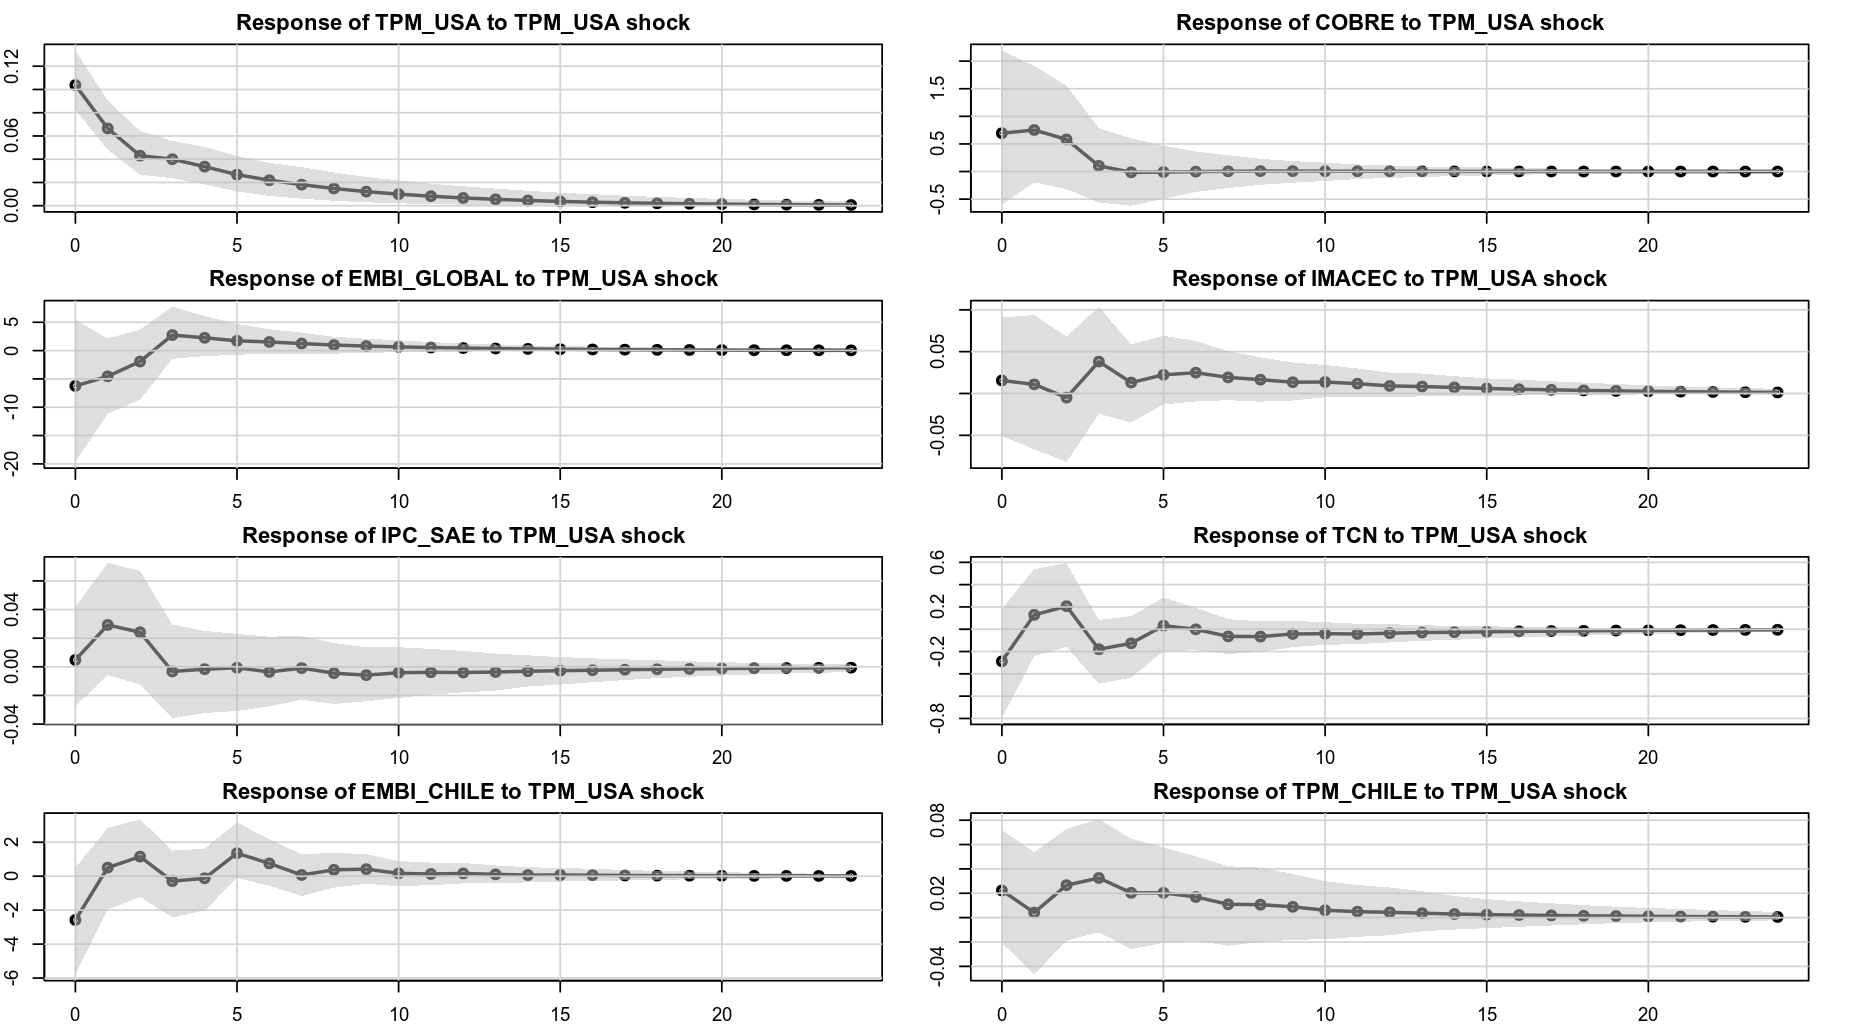 Response of TPM_USA to TPM_USA shock
0.12
0.06
0.00
0 5 10 15 20
Response of COBRE to TPM_USA shock
1.5
0.5
-0.5
0 5 10 15 20
Response of EMBI_GLOBAL to TPM_USA shock
5
0
-10
-20
0 5 10 15 20
Response of IMACEC to TPM_USA shock
0.05
-0.05
0 5 10 15 20
Response of IPC_SAE to TPM_USA shock
0.04
0.00
-0.04
0 5 10 15 20
Response of TCN to TPM_USA shock
0.6
0.2
-0.2
-0.8
0 5 10 15 20
Response of EMBI_CHILE to TPM_USA shock
2
0
-2
-4
-6
0 5 10 15 20
Response of TPM_CHILE to TPM_USA shock
0.08
0.02
-0.04
0 5 10 15 20